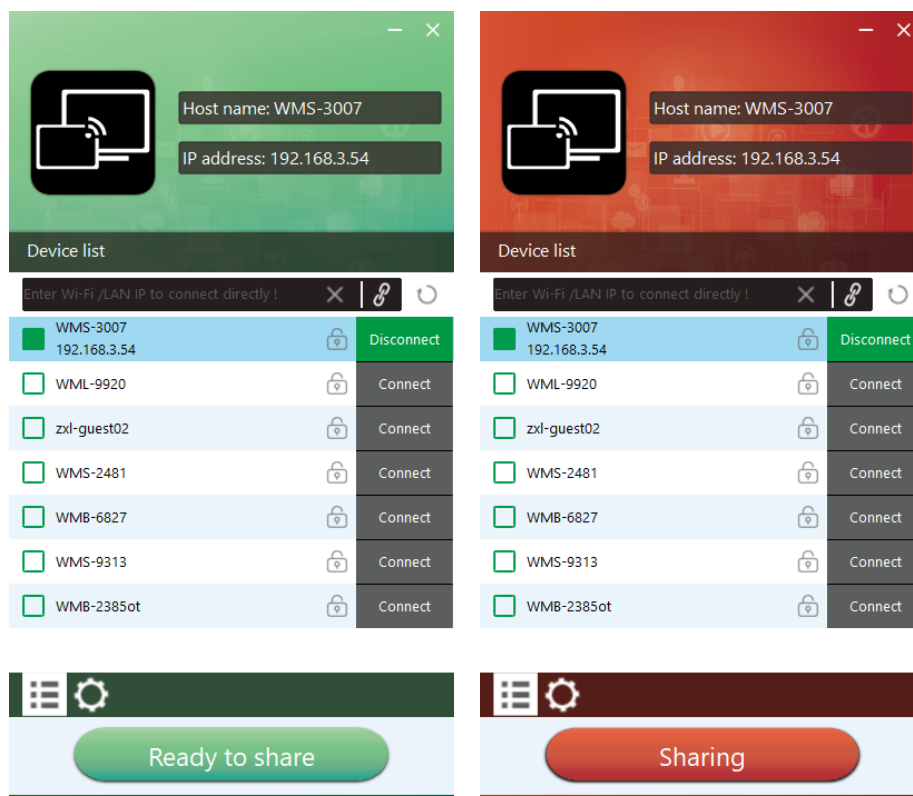 Host name: WMS-3007
IP address: 192.168.3.54
Device list
Enter Wi-Fi /LAN IP to connect directly !
WMS-3007
192.168.3.54
Disconnect
WML-9920
Connect
zxl-guest02
Connect
WMS-2481
Connect
WMB-6827
Connect
WMS-9313
Connect
WMB-2385ot
Connect
Ready to share
Host name: WMS-3007
IP address: 192.168.3.54
Device list
Enter Wi-Fi /LAN IP to connect directly !
WMS-3007
192.168.3.54
Disconnect
WML-9920
Connect
zxl-guest02
Connect
WMS-2481
Connect
WMB-6827
Connect
WMS-9313
Connect
WMB-2385ot
Connect
Sharing